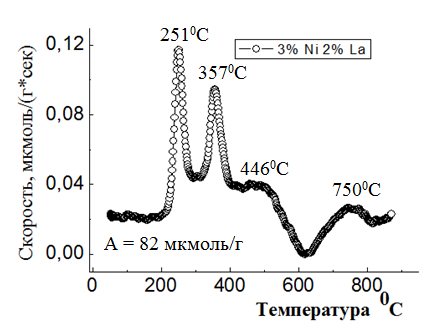 251⁰C
3% Ni 2% La
0,12
357⁰C
0,08
446⁰C
750⁰C
0,04
A = 82 мкмоль/г
0,00
0 200 400 600 800
Температура ⁰C
Скорость, мкмоль/(г*сек)